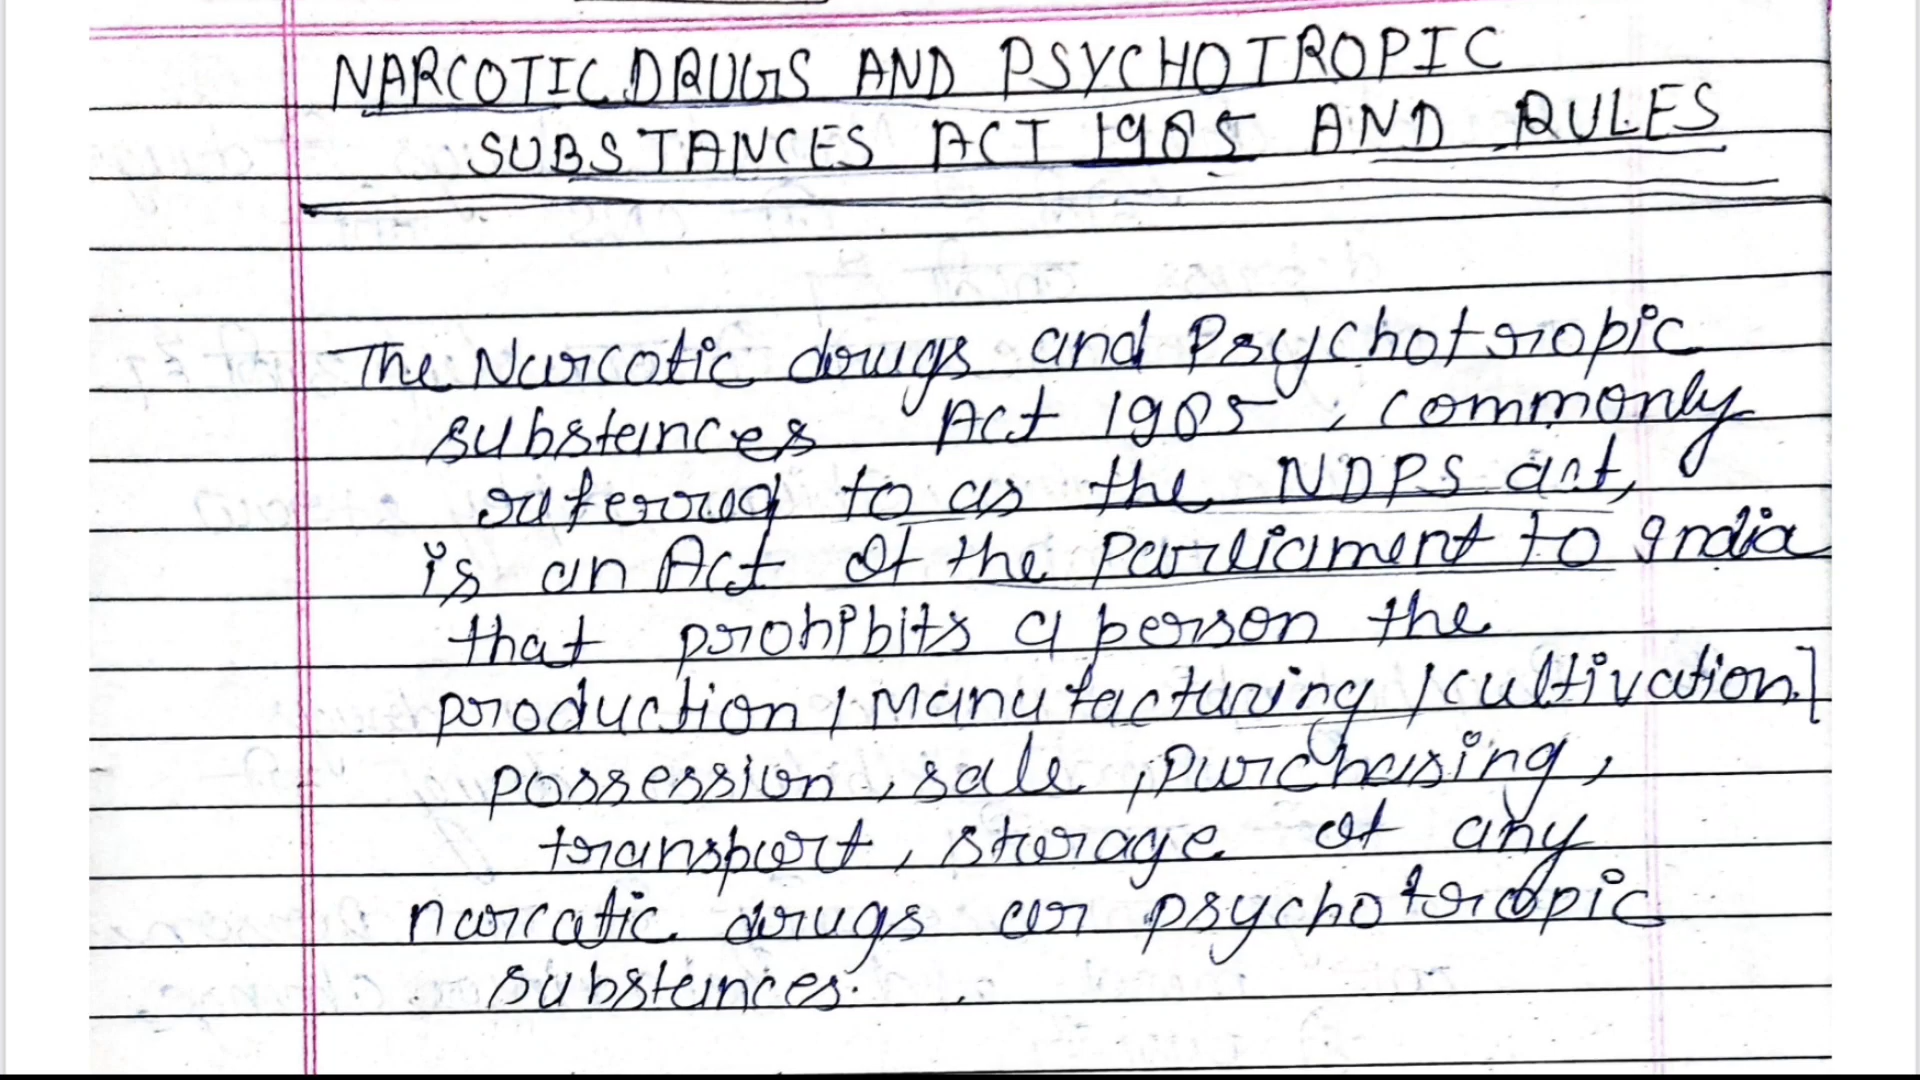 NARCOTIC DRUGS AND PSYCHOTROPIC
SUBSTANCES ACT 1985 AND RULES
The Narcotic drugs and Psychotropic
substances Act 1985, commonly
referred to as the NDPS act,
is an Act of the Parliament to India
that prohibits a person the
production / Manufacturing / cultivation]
possession, sale, purchasing,
transport, storage of any
narcatic drugs or psychotropic
substances.